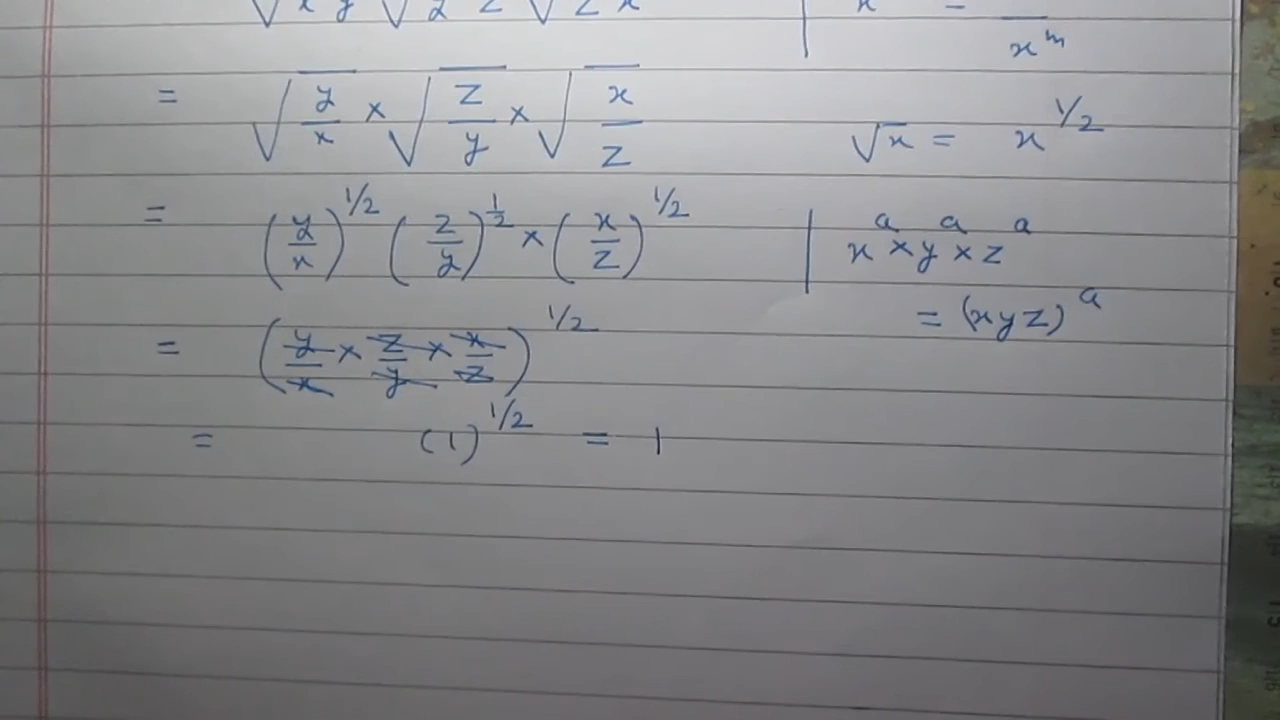 x^m
= √(y/x) × √(z/y) × √(x/z)
√x = x^1/2
= (y/x)^1/2 (z/y)^1/2 × (x/z)^1/2
x^a × y^a × z^a
= (xyz)^a
= (y/x × z/y × x/z)^1/2
= (1)^1/2 = 1